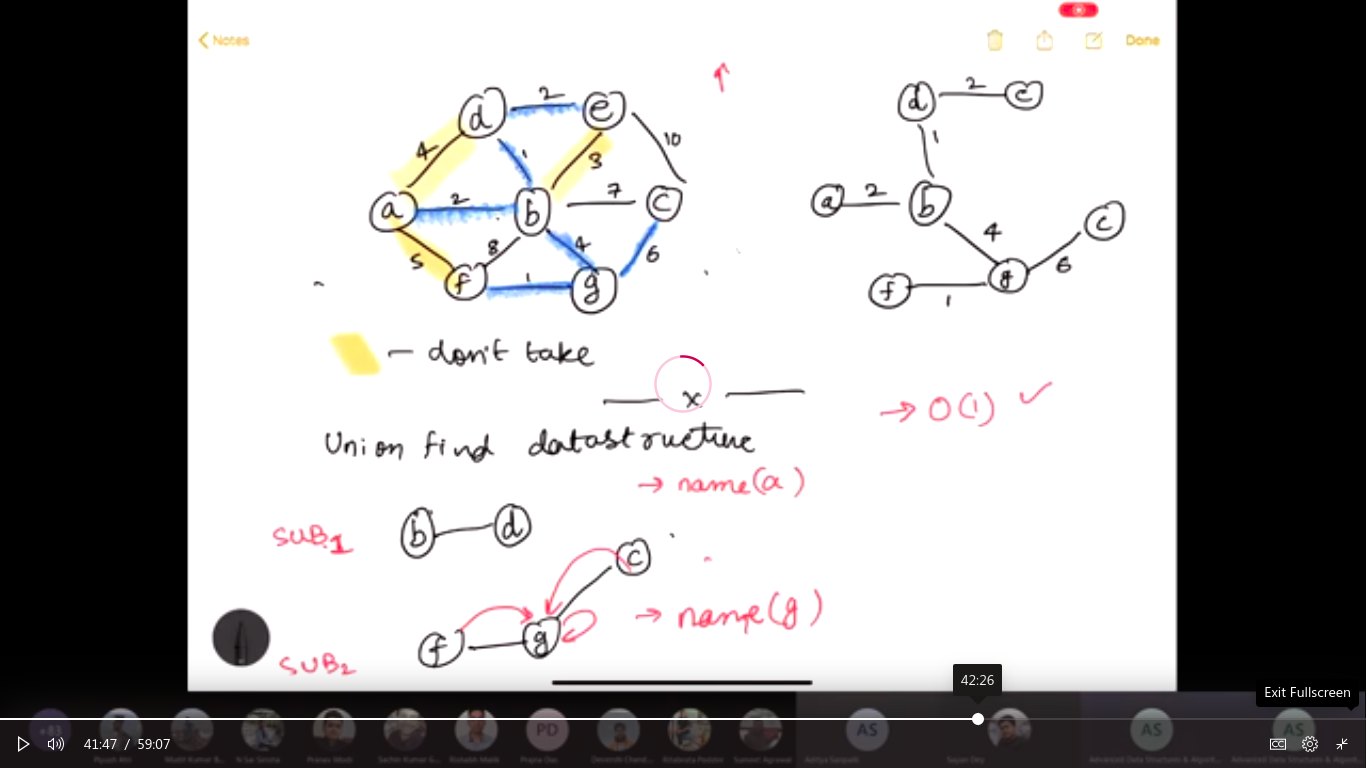 Notes
Done
d 2 e
4 1 3 10
a 2 b 7 c
5 8 4 6
f 1 g
d 2 e
1
a 2 b
4 c
6
f 1 g
— don't take
x
→ O(1) ✓
Union find datastructure
→ name(a)
SUB1 b d
c
f g → name(g)
SUB2
42:26
Exit Fullscreen
PD
AS
AS
AS
41:47 / 59:07
CC